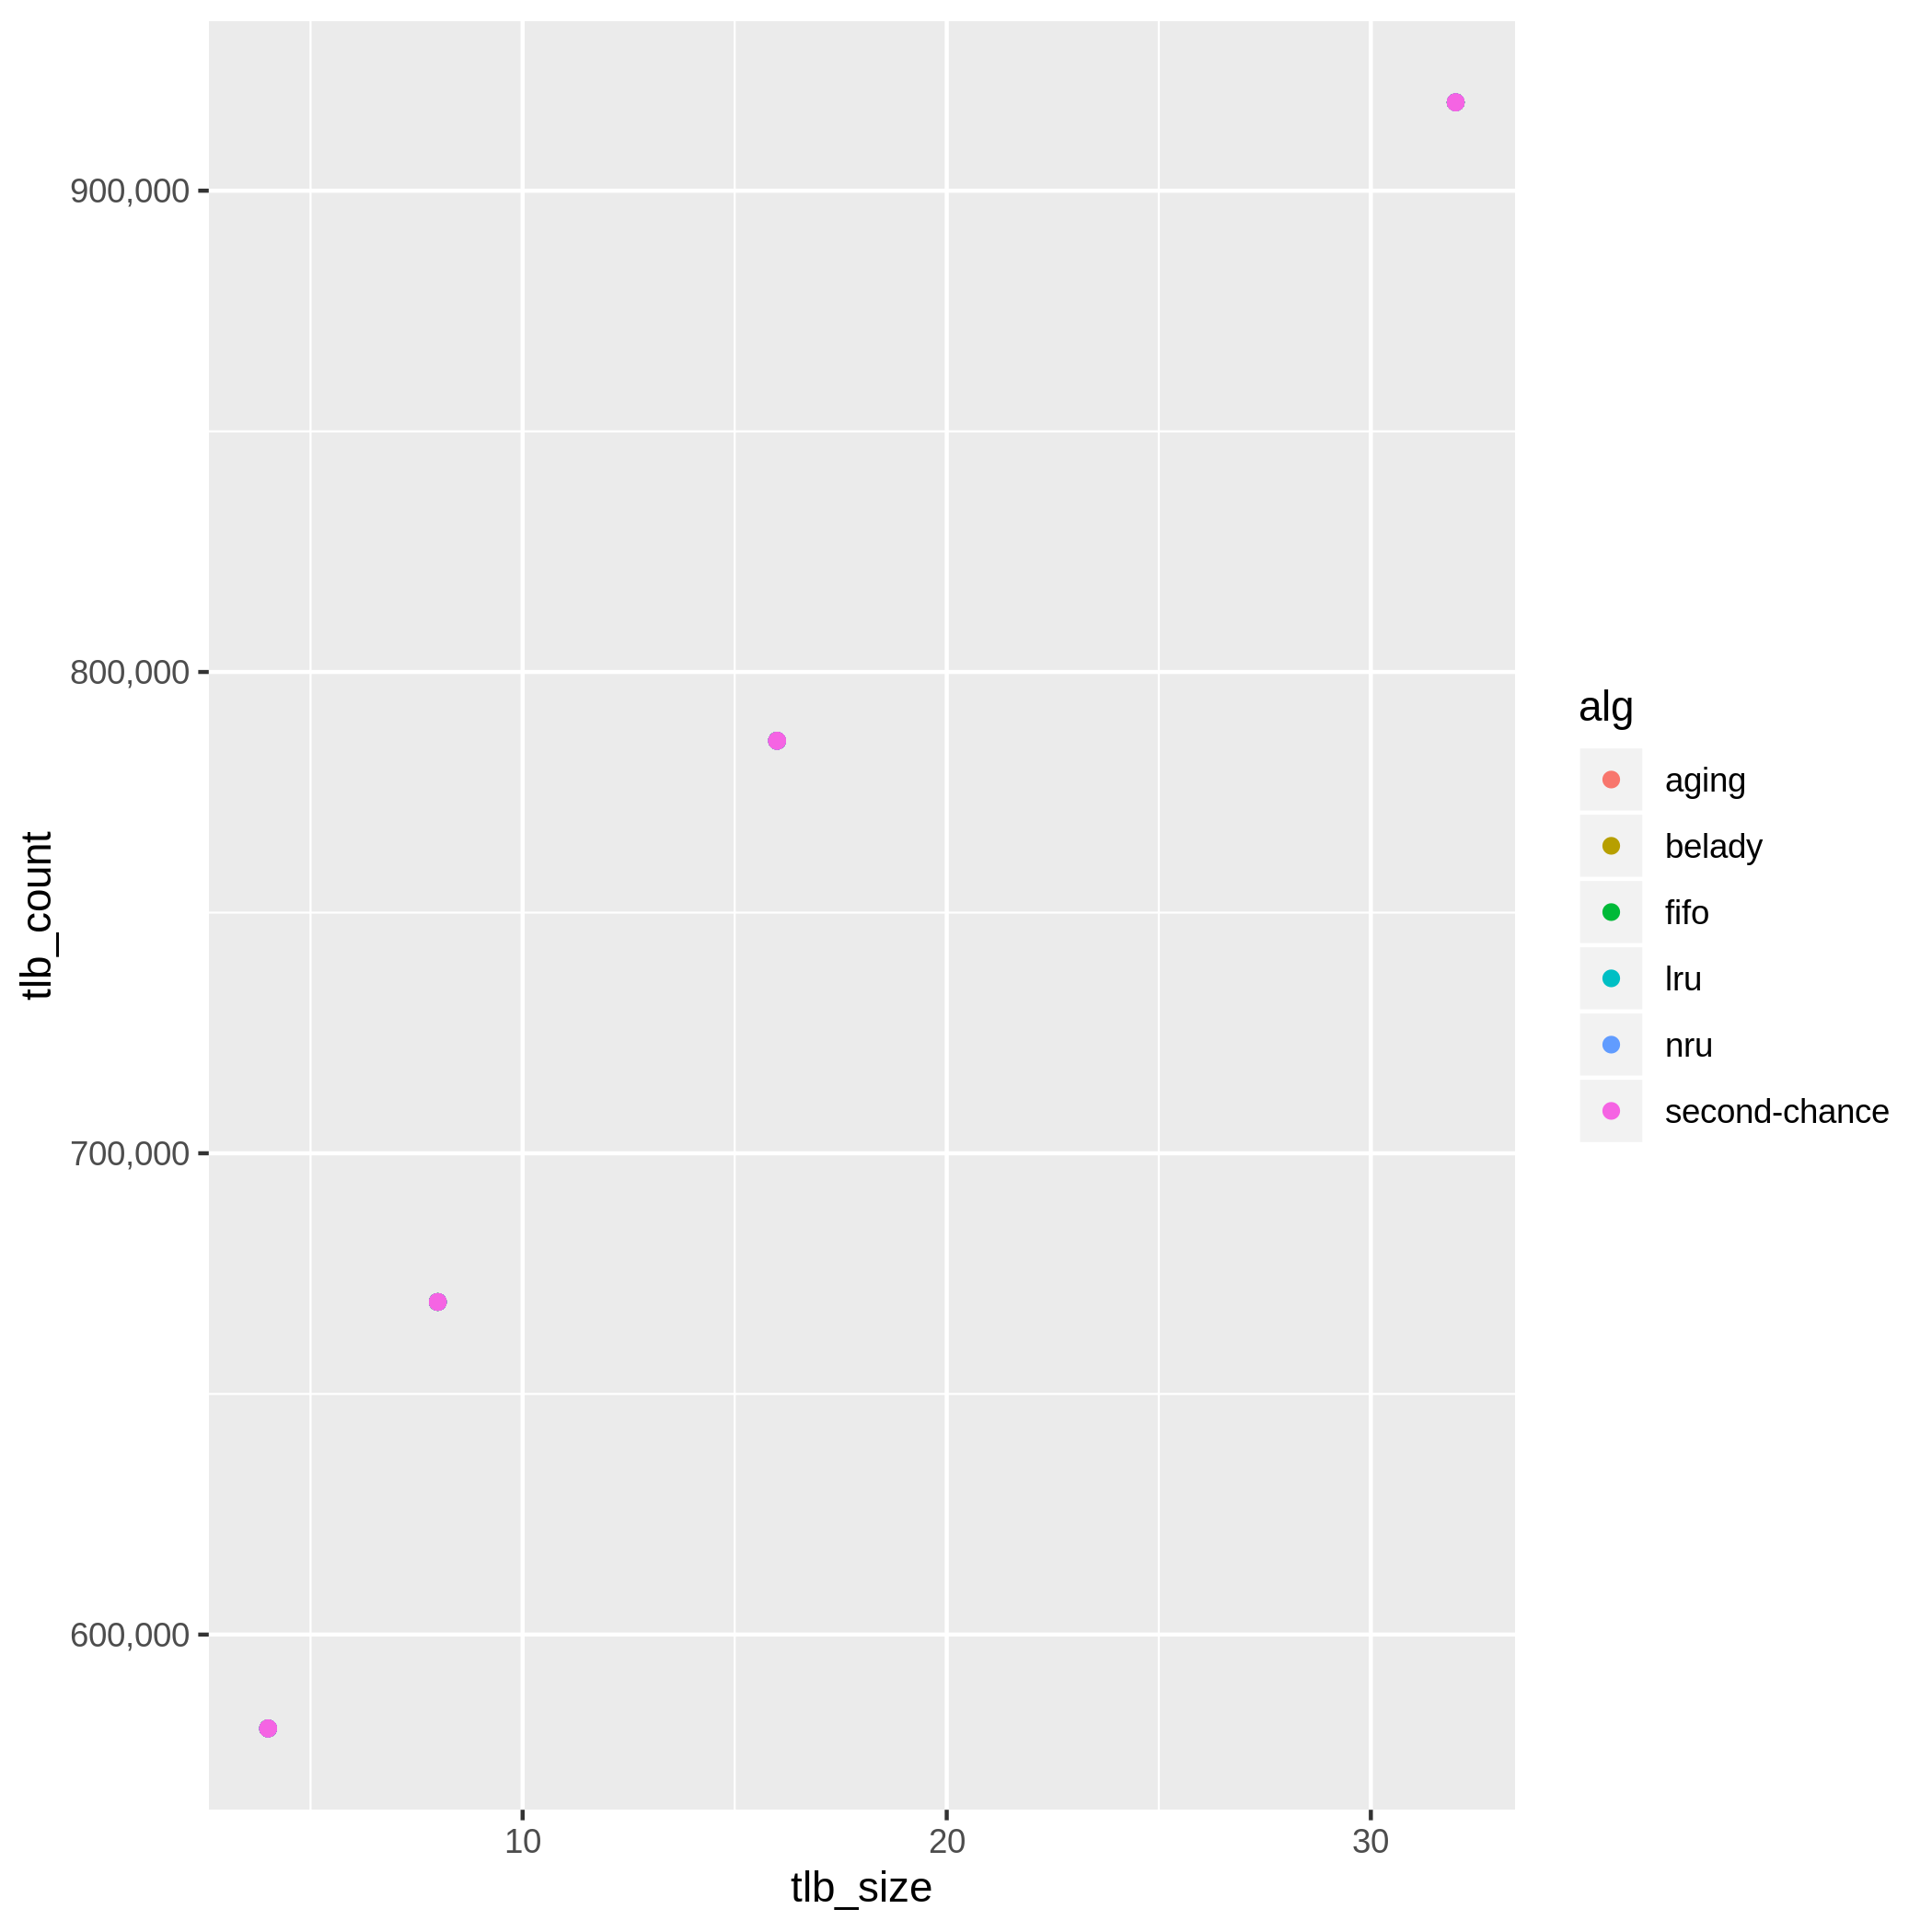 tlb_count
900,000
800,000
700,000
600,000
10 20 30
tlb_size
alg
aging
belady
fifo
lru
nru
second-chance